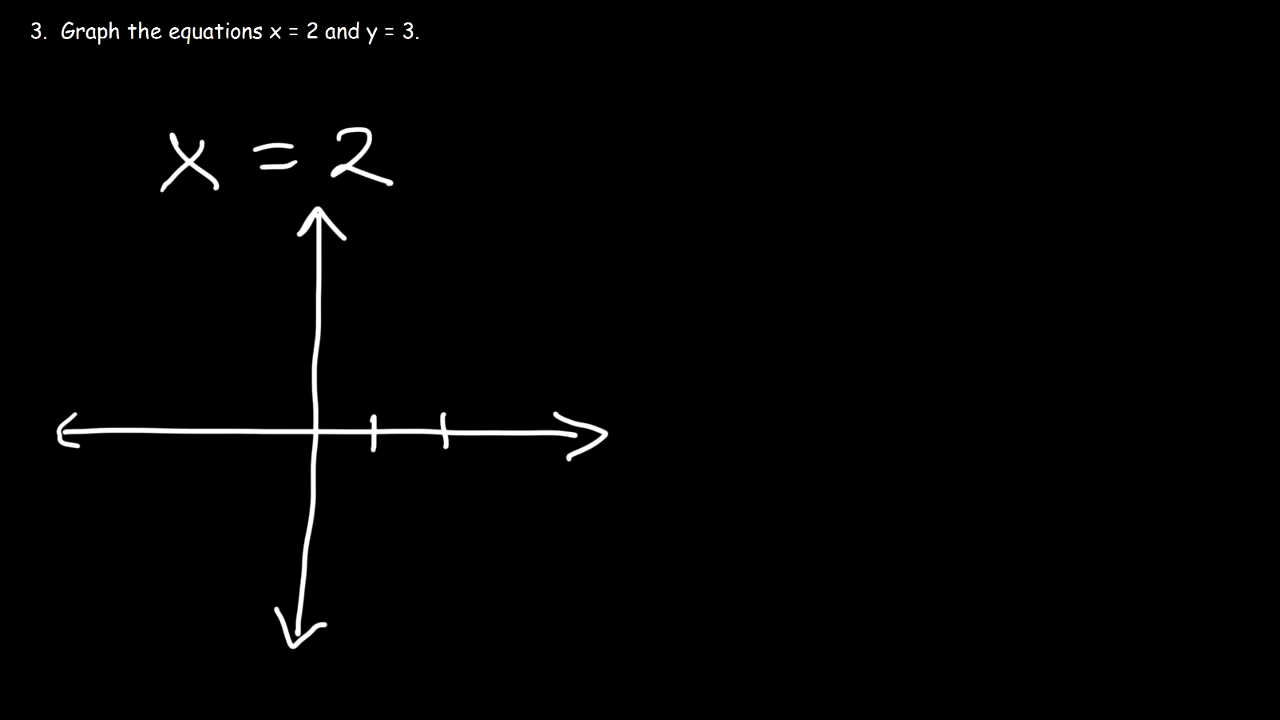 3. Graph the equations x = 2 and y = 3.
x = 2